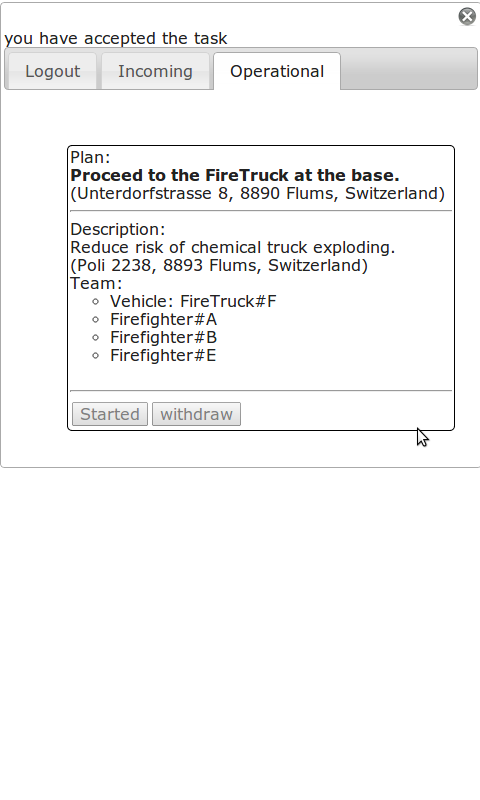 you have accepted the task
Logout Incoming Operational
Plan:
Proceed to the FireTruck at the base.
(Unterdorfstrasse 8, 8890 Flums, Switzerland)
Description:
Reduce risk of chemical truck exploding.
(Poli 2238, 8893 Flums, Switzerland)
Team:
Vehicle: FireTruck#F
Firefighter#A
Firefighter#B
Firefighter#E
Started withdraw